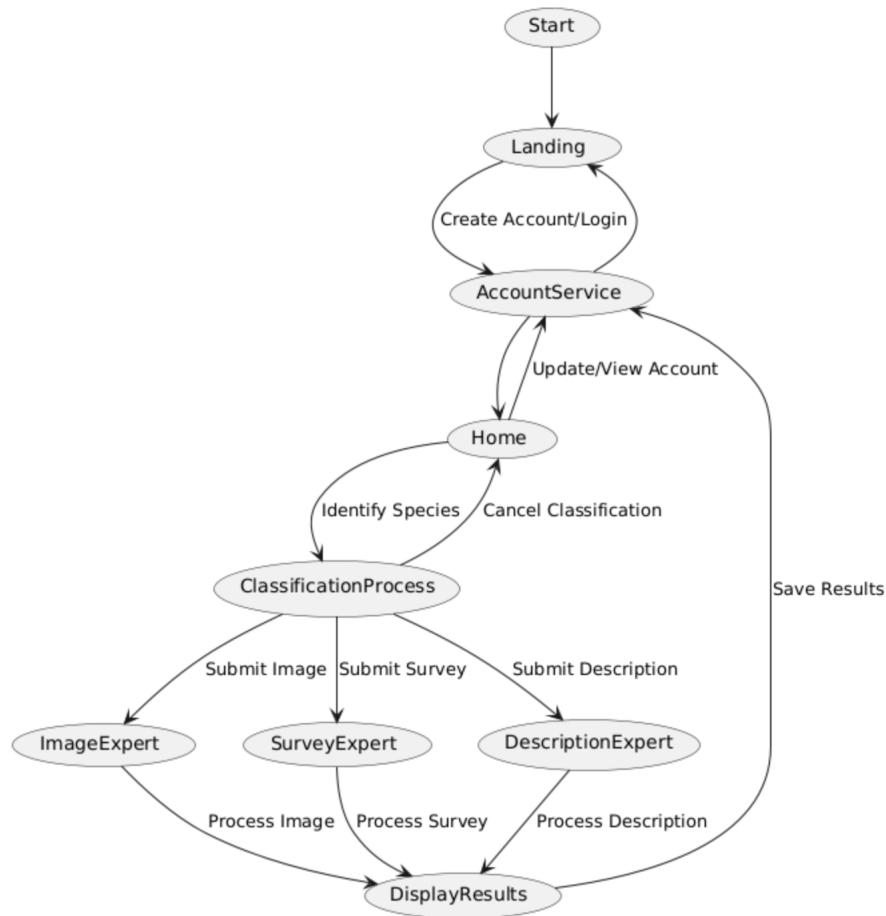 Start
Landing
Create Account/Login
AccountService
Update/View Account
Home
Identify Species
Cancel Classification
ClassificationProcess
Save Results
Submit Image
Submit Survey
Submit Description
ImageExpert
SurveyExpert
DescriptionExpert
Process Image
Process Survey
Process Description
DisplayResults